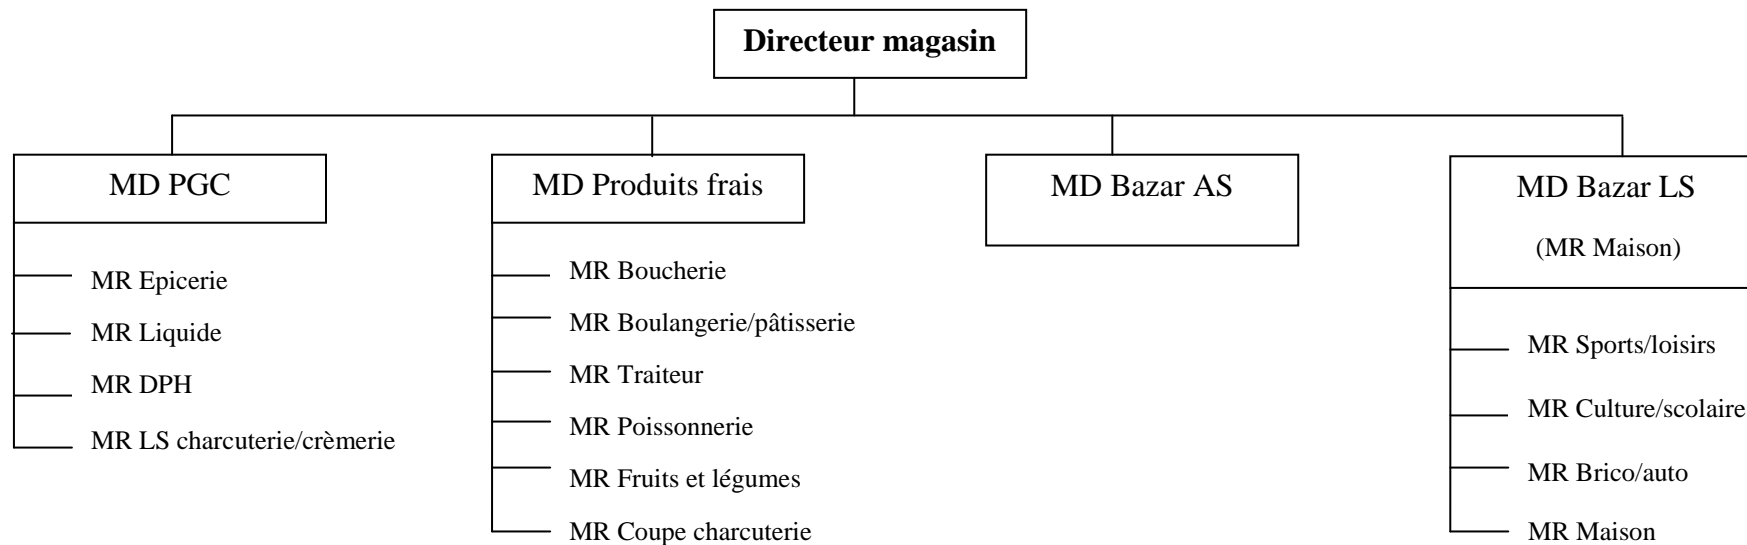 Directeur magasin
MD PGC
MR Epicerie
MR Liquide
MR DPH
MR LS charcuterie/crèmerie
MD Produits frais
MR Boucherie
MR Boulangerie/pâtisserie
MR Traiteur
MR Poissonnerie
MR Fruits et légumes
MR Coupe charcuterie
MD Bazar AS
MD Bazar LS
(MR Maison)
MR Sports/loisirs
MR Culture/scolaire
MR Brico/auto
MR Maison